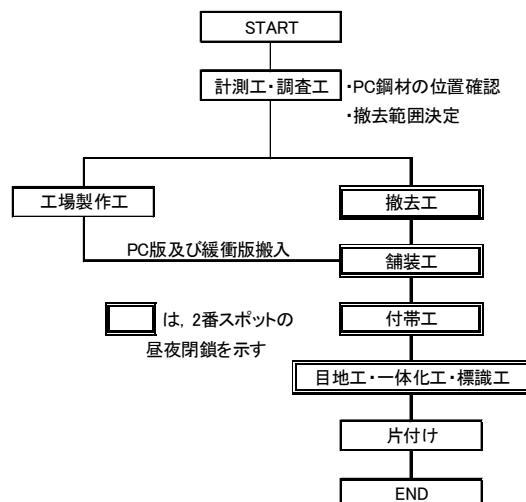 START
計測工・調査工
・PC鋼材の位置確認
・撤去範囲決定
工場製作工
撤去工
PC版及び緩衝版搬入
舗装工
は, 2番スポットの
昼夜閉鎖を示す
付帯工
目地工・一体化工・標識工
片付け
END